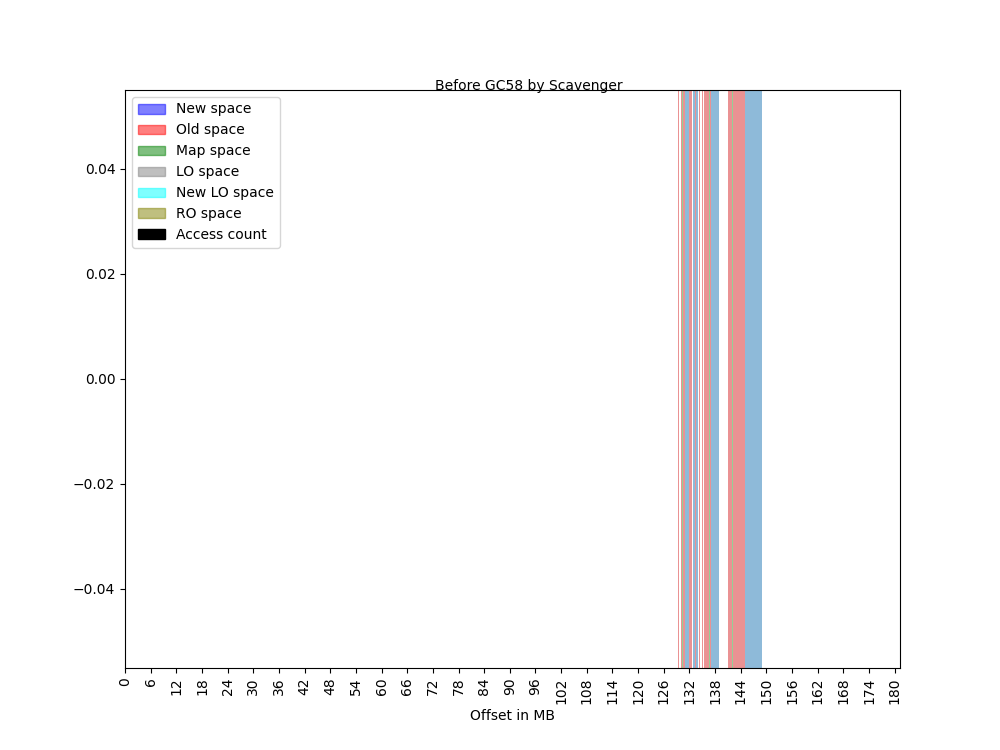 Before GC58 by Scavenger
New space
Old space
Map space
LO space
New LO space
RO space
Access count
0.04
0.02
0.00
−0.02
−0.04
0 6 12 18 24 30 36 42 48 54 60 66 72 78 84 90 96 102 108 114 120 126 132 138 144 150 156 162 168 174 180
Offset in MB